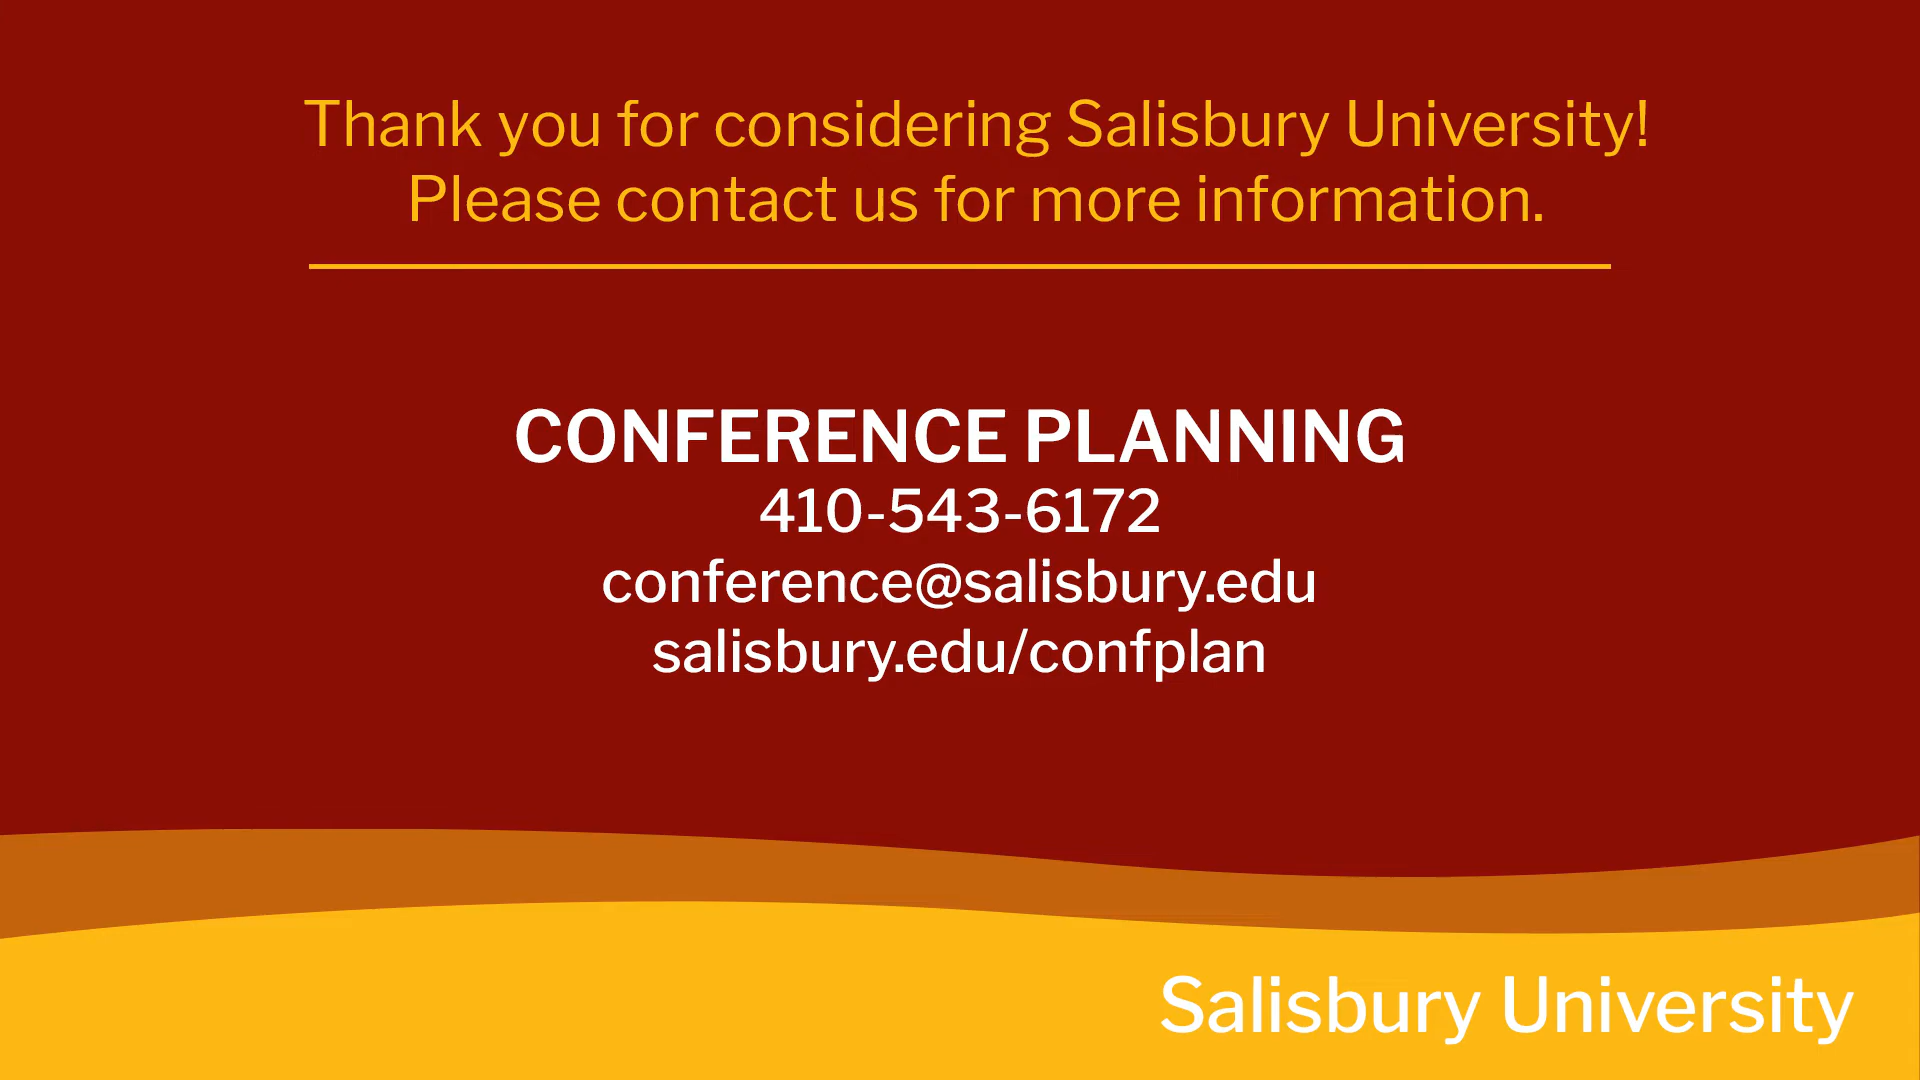 Thank you for considering Salisbury University!
Please contact us for more information.
CONFERENCE PLANNING
410-543-6172
conference@salisbury.edu
salisbury.edu/confplan
Salisbury University